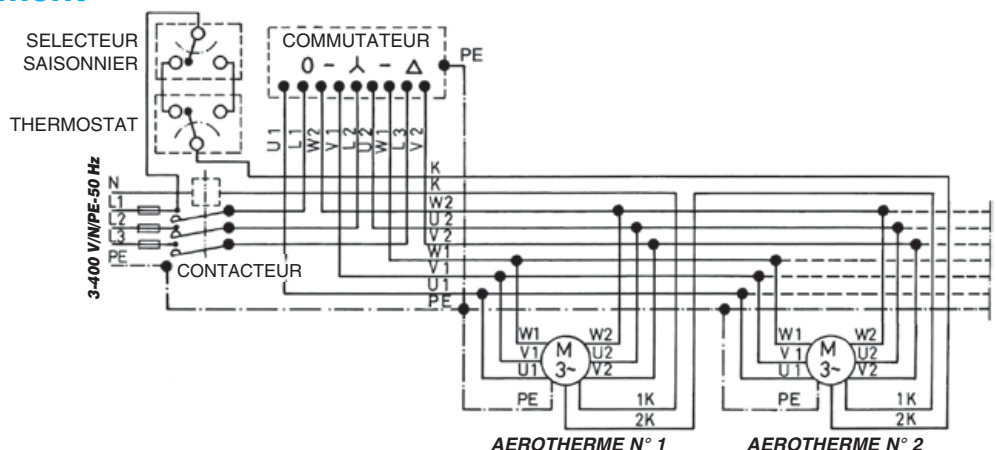 SELECTEUR
SAISONNIER
THERMOSTAT
COMMUTATEUR
0 - Y - Δ
PE
U1 L1 W2 V1 L2 U2 W1 L3 V2
3-400 V/N/PE-50 Hz
N
L1
L2
L3
PE
CONTACTEUR
K
K
W2
U2
V2
W1
V1
U1
PE
W1 W2
V1 M U2
U1 3~ V2
PE 1K
2K
AEROTHERME N° 1
W1 W2
V1 M U2
U1 3~ V2
PE 1K
2K
AEROTHERME N° 2